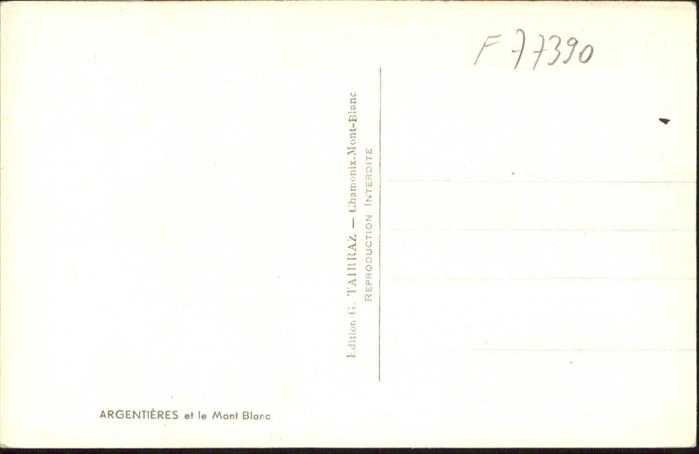 F 77390
Edition G. TAIRRAZ — Chamonix-Mont-Blanc
REPRODUCTION INTERDITE
ARGENTIÈRES et le Mont Blanc